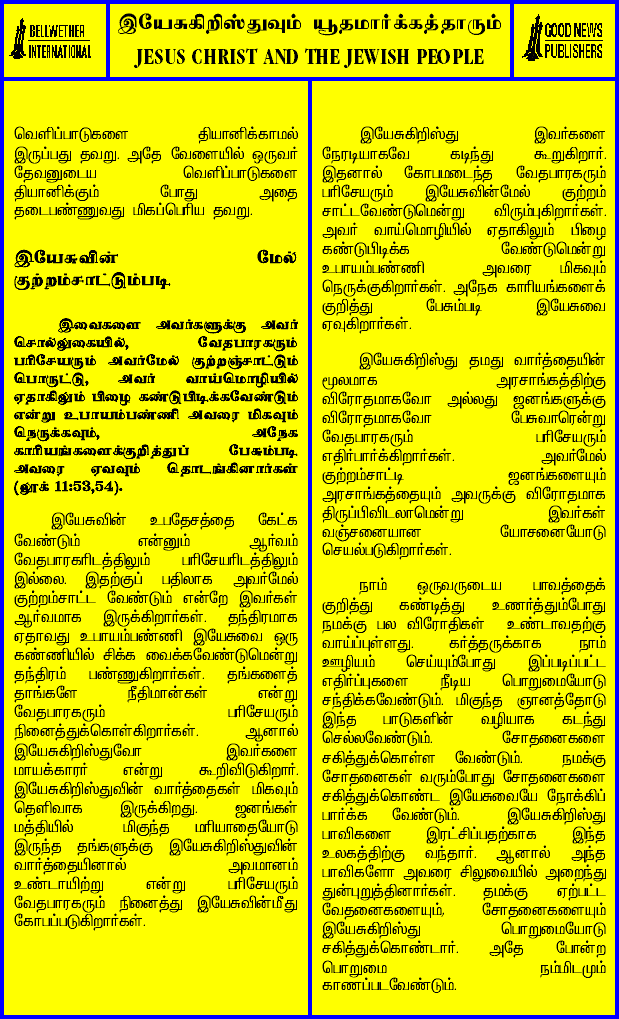 BELLWETHER
INTERNATIONAL
இயேசுகிறிஸ்துவும் யூதமார்க்கத்தாரும்
JESUS CHRIST AND THE JEWISH PEOPLE
GOOD NEWS
PUBLISHERS
வெளிப்பாடுகளை தியானிக்காமல்
இருப்பது தவறு. அதே வேளையில் ஒருவர்
தேவனுடைய வெளிப்பாடுகளை
தியானிக்கும் போது அதை
தடைபண்ணுவது மிகப்பெரிய தவறு.
இயேசுவின் மேல்
குற்றம்சாட்டும்படி
இவைகளை அவர்களுக்கு அவர்
சொல்லுகையில், வேதபாரகரும்
பரிசேயரும் அவர்மேல் குற்றஞ்சாட்டும்
பொருட்டு, அவர் வாய்மொழியில்
ஏதாகிலும் பிழை கண்டுபிடிக்கவேண்டும்
என்று உபாயம்பண்ணி அவரை மிகவும்
நெருக்கவும், அநேக
காரியங்களைக்குறித்துப் பேசும்படி
அவரை ஏவவும் தொடங்கினார்கள்
(லூக் 11:53,54).
இயேசுவின் உபதேசத்தை கேட்க
வேண்டும் என்னும் ஆர்வம்
வேதபாரகரிடத்திலும் பரிசேயரிடத்திலும்
இல்லை. இதற்குப் பதிலாக அவர்மேல்
குற்றம்சாட்ட வேண்டும் என்றே இவர்கள்
ஆர்வமாக இருக்கிறார்கள். தந்திரமாக
ஏதாவது உபாயம்பண்ணி இயேசுவை ஒரு
கண்ணியில் சிக்க வைக்கவேண்டுமென்று
தந்திரம் பண்ணுகிறார்கள். தங்களைத்
தாங்களே நீதிமான்கள் என்று
வேதபாரகரும் பரிசேயரும்
நினைத்துக்கொள்கிறார்கள். ஆனால்
இயேசுகிறிஸ்துவோ இவர்களை
மாயக்காரர் என்று கூறிவிடுகிறார்.
இயேசுகிறிஸ்துவின் வார்த்தைகள் மிகவும்
தெளிவாக இருக்கிறது. ஜனங்கள்
மத்தியில் மிகுந்த மரியாதையோடு
இருந்த தங்களுக்கு இயேசுகிறிஸ்துவின்
வார்த்தையினால் அவமானம்
உண்டாயிற்று என்று பரிசேயரும்
வேதபாரகரும் நினைத்து இயேசுவின்மீது
கோபப்படுகிறார்கள்.
இயேசுகிறிஸ்து இவர்களை
நேரடியாகவே கடிந்து கூறுகிறார்.
இதனால் கோபமடைந்த வேதபாரகரும்
பரிசேயரும் இயேசுவின்மேல் குற்றம்
சாட்டவேண்டுமென்று விரும்புகிறார்கள்.
அவர் வாய்மொழியில் ஏதாகிலும் பிழை
கண்டுபிடிக்க வேண்டுமென்று
உபாயம்பண்ணி அவரை மிகவும்
நெருக்குகிறார்கள். அநேக காரியங்களைக்
குறித்து பேசும்படி இயேசுவை
ஏவுகிறார்கள்.
இயேசுகிறிஸ்து தமது வார்த்தையின்
மூலமாக அரசாங்கத்திற்கு
விரோதமாகவோ அல்லது ஜனங்களுக்கு
விரோதமாகவோ பேசுவாரென்று
வேதபாரகரும் பரிசேயரும்
எதிர்பார்க்கிறார்கள். அவர்மேல்
குற்றம்சாட்டி ஜனங்களையும்
அரசாங்கத்தையும் அவருக்கு விரோதமாக
திருப்பிவிடலாமென்று இவர்கள்
வஞ்சனையான யோசனையோடு
செயல்படுகிறார்கள்.
நாம் ஒருவருடைய பாவத்தைக்
குறித்து கண்டித்து உணர்த்தும்போது
நமக்கு பல விரோதிகள் உண்டாவதற்கு
வாய்ப்புள்ளது. கர்த்தருக்காக நாம்
ஊழியம் செய்யும்போது இப்படிப்பட்ட
எதிர்ப்புகளை நீடிய பொறுமையோடு
சந்திக்கவேண்டும். மிகுந்த ஞானத்தோடு
இந்த பாடுகளின் வழியாக கடந்து
செல்லவேண்டும். சோதனைகளை
சகித்துக்கொள்ள வேண்டும். நமக்கு
சோதனைகள் வரும்போது சோதனைகளை
சகித்துக்கொண்ட இயேசுவையே நோக்கிப்
பார்க்க வேண்டும். இயேசுகிறிஸ்து
பாவிகளை இரட்சிப்பதற்காக இந்த
உலகத்திற்கு வந்தார். ஆனால் அந்த
பாவிகளோ அவரை சிலுவையில் அறைந்து
துன்புறுத்தினார்கள். தமக்கு ஏற்பட்ட
வேதனைகளையும், சோதனைகளையும்
இயேசுகிறிஸ்து பொறுமையோடு
சகித்துக்கொண்டார். அதே போன்ற
பொறுமை நம்மிடமும்
காணப்படவேண்டும்.